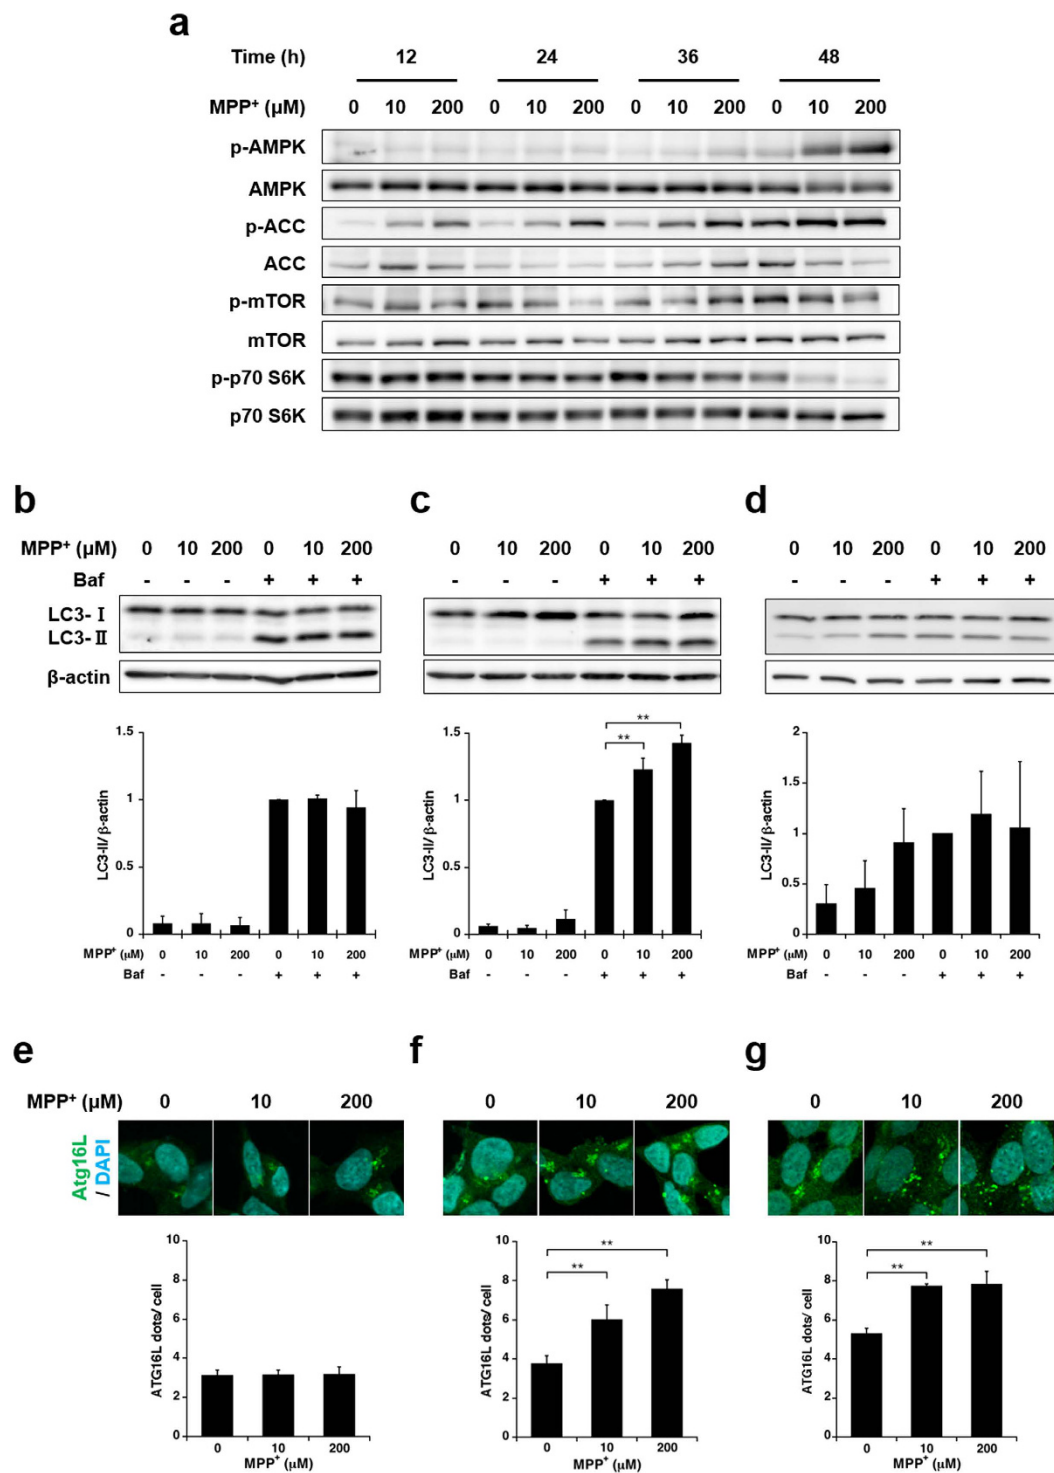 a
Time (h) 12 24 36 48
MPP⁺ (µM) 0 10 200 0 10 200 0 10 200 0 10 200
p-AMPK
AMPK
p-ACC
ACC
p-mTOR
mTOR
p-p70 S6K
p70 S6K
b c d
MPP⁺ (µM) 0 10 200 0 10 200 0 10 200 0 10 200 0 10 200 0 10 200
Baf - - - + + + - - - + + + - - - + + +
LC3- I
LC3- II
β-actin
LC3-II/ β-actin
1.5
1
0.5
0
MPP⁺ (µM) 0 10 200 0 10 200
Baf - - - + + +
LC3-II/ β-actin
1.5
1
0.5
0
**
**
MPP⁺ (µM) 0 10 200 0 10 200
Baf - - - + + +
LC3-II/ β-actin
2
1.5
1
0.5
0
MPP⁺ (µM) 0 10 200 0 10 200
Baf - - - + + +
e f g
MPP⁺ (µM) 0 10 200 0 10 200 0 10 200
Atg16L
/ DAPI
ATG16L dots/ cell
10
8
6
4
2
0
0 10 200
MPP⁺ (µM)
ATG16L dots/ cell
10
8
6
4
2
0
**
**
0 10 200
MPP⁺ (µM)
ATG16L dots/ cell
10
8
6
4
2
0
**
**
0 10 200
MPP⁺ (µM)